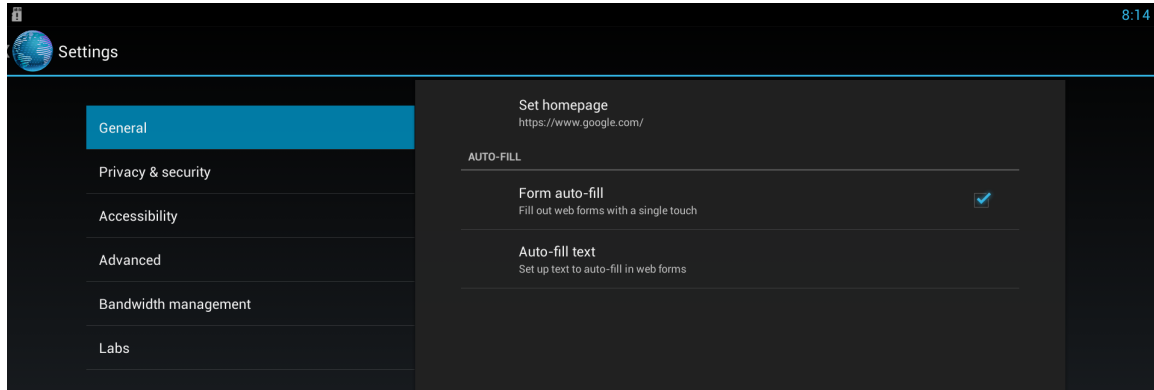 8:14
Settings
General
Privacy & security
Accessibility
Advanced
Bandwidth management
Labs
Set homepage
https://www.google.com/
AUTO-FILL
Form auto-fill
Fill out web forms with a single touch
Auto-fill text
Set up text to auto-fill in web forms